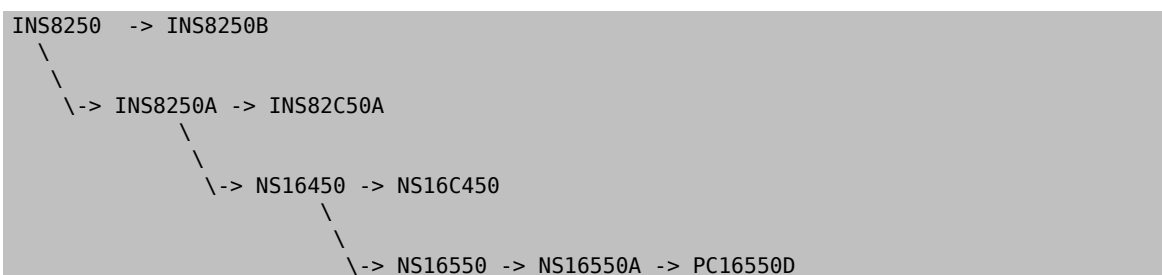 INS8250  -> INS8250B
  \
   \
    \-> INS8250A -> INS82C50A
             \
              \
               \-> NS16450 -> NS16C450
                        \
                         \
                          \-> NS16550 -> NS16550A -> PC16550D